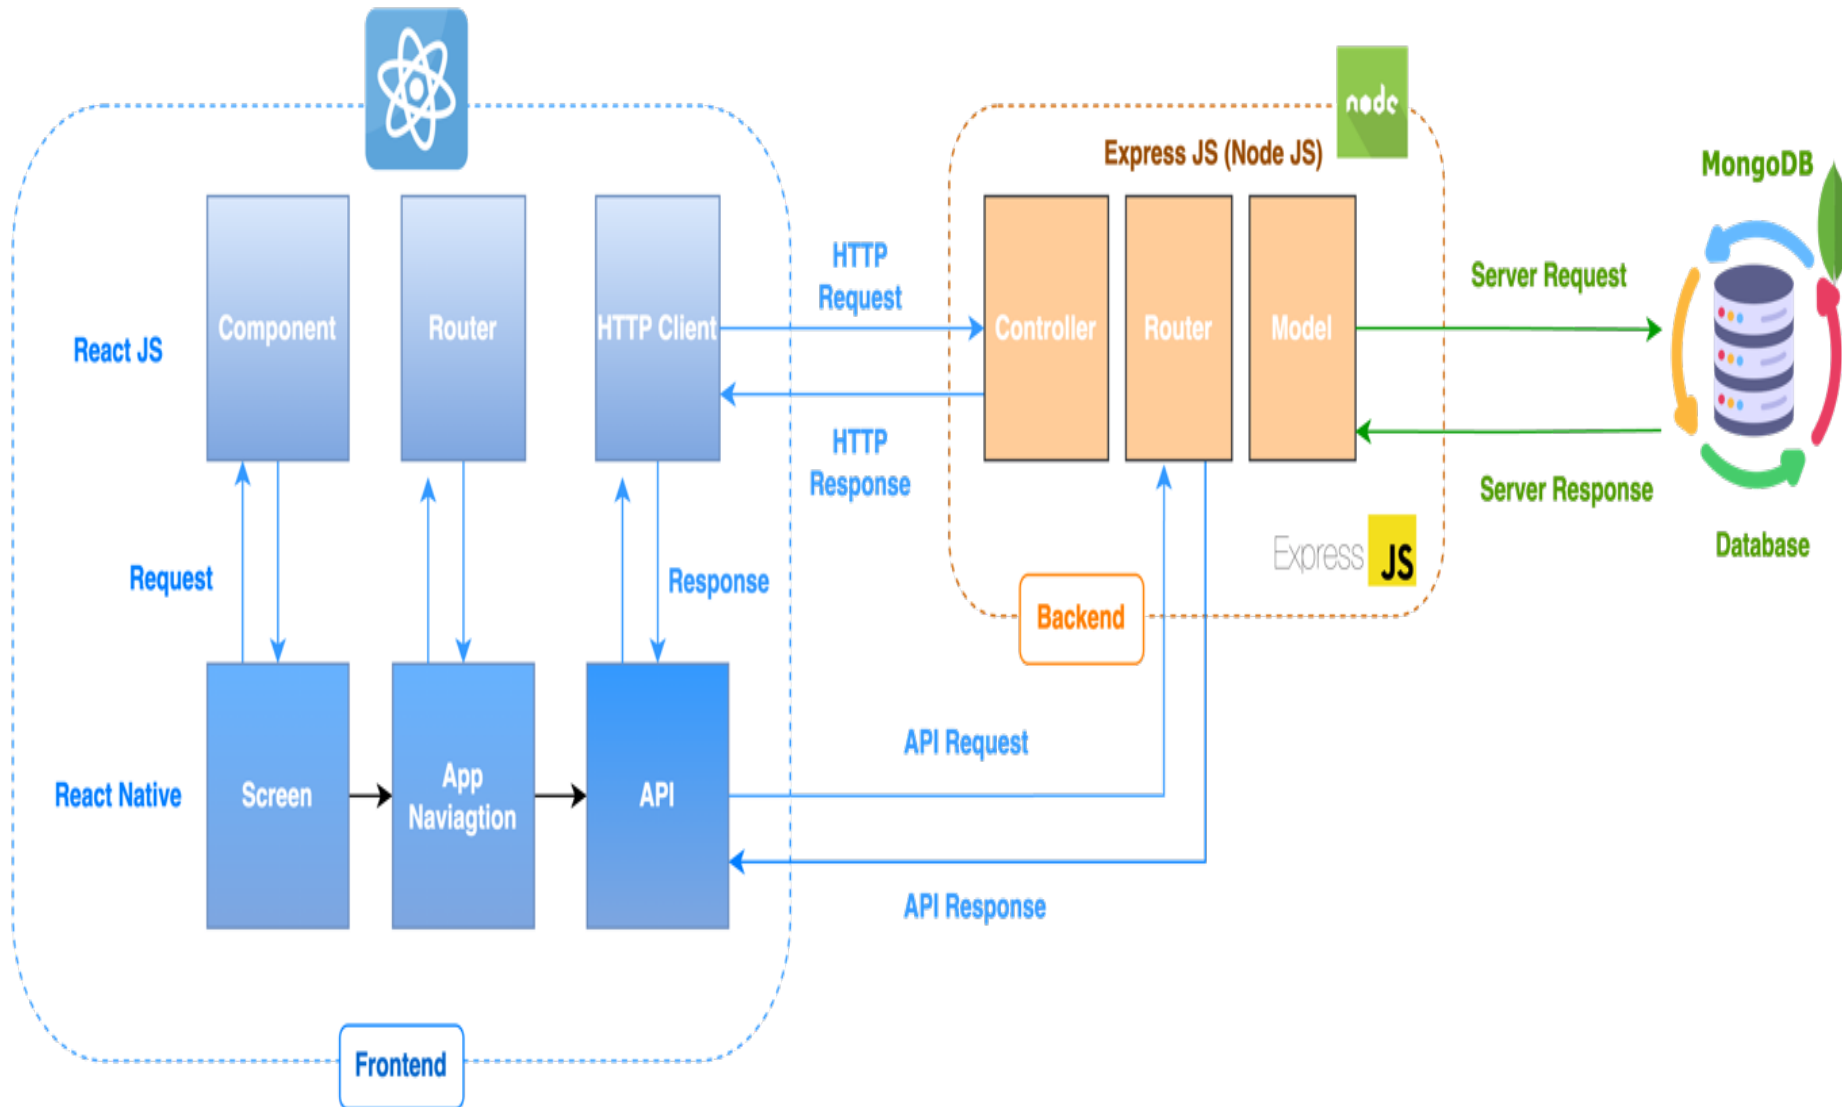 node
Express JS (Node JS)
MongoDB
React JS
Component
Router
HTTP Client
HTTP
Request
HTTP
Response
Controller
Router
Model
Server Request
Server Response
Database
Request
Response
Express JS
Backend
React Native
Screen
App
Naviagtion
API
API Request
API Response
Frontend